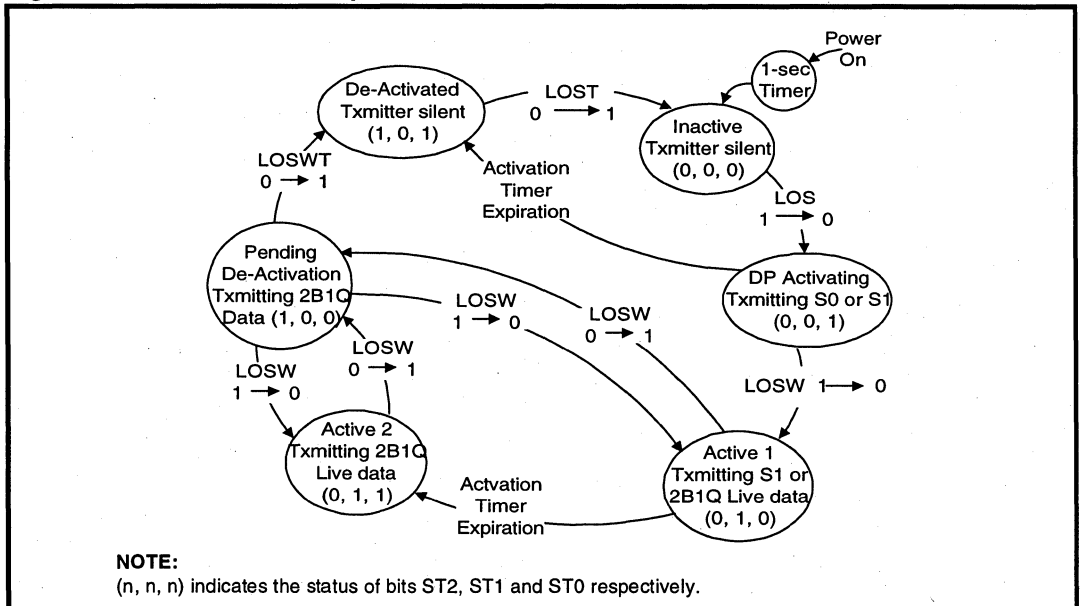 Power
On
1-sec
Timer
De-Activated
Txmitter silent
(1, 0, 1)
LOST
0 → 1
Inactive
Txmitter silent
(0, 0, 0)
LOSWT
0 → 1
Activation
Timer
Expiration
LOS
1 → 0
Pending
De-Activation
Txmitting 2B1Q
Data (1, 0, 0)
DP Activating
Txmitting S0 or S1
(0, 0, 1)
LOSW
1 → 0
LOSW
0 → 1
LOSW
0 → 1
LOSW
1 → 0
LOSW 1 → 0
Active 2
Txmitting 2B1Q
Live data
(0, 1, 1)
Active 1
Txmitting S1 or
2B1Q Live data
(0, 1, 0)
Actvation
Timer
Expiration
NOTE:
(n, n, n) indicates the status of bits ST2, ST1 and ST0 respectively.